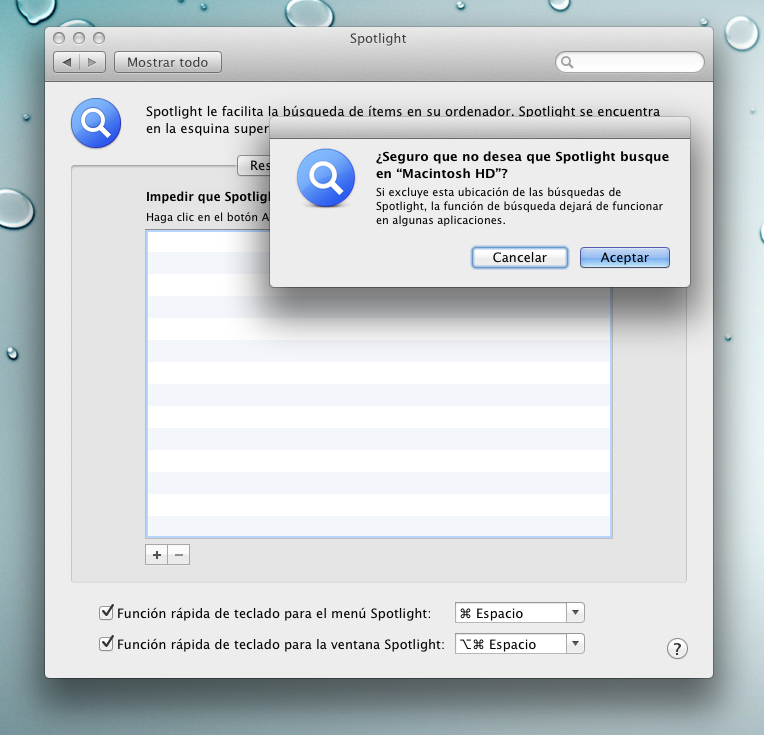 Spotlight
Mostrar todo
Spotlight le facilita la búsqueda de ítems en su ordenador. Spotlight se encuentra
en la esquina super
Res
¿Seguro que no desea que Spotlight busque
en “Macintosh HD”?
Si excluye esta ubicación de las búsquedas de
Spotlight, la función de búsqueda dejará de funcionar
en algunas aplicaciones.
Cancelar
Aceptar
Impedir que Spotlig
Haga clic en el botón A
+ −
Función rápida de teclado para el menú Spotlight:
⌘ Espacio
Función rápida de teclado para la ventana Spotlight:
⌥⌘ Espacio
?